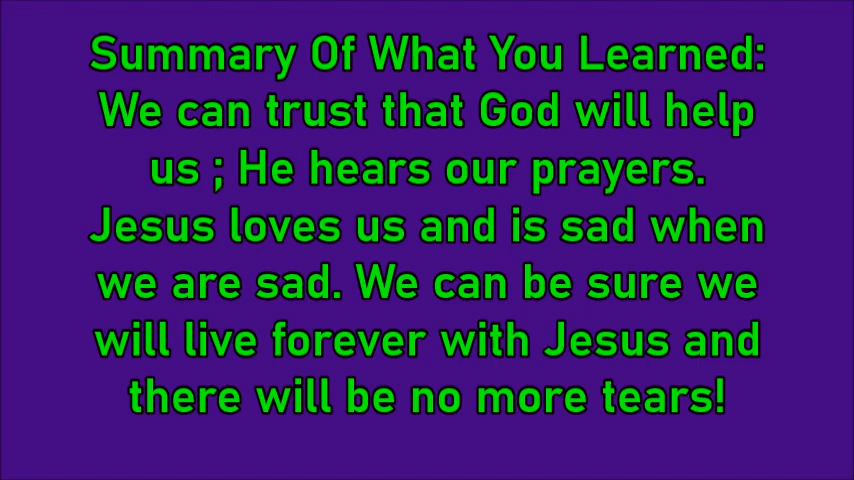 Summary Of What You Learned:
We can trust that God will help
us ; He hears our prayers.
Jesus loves us and is sad when
we are sad. We can be sure we
will live forever with Jesus and
there will be no more tears!